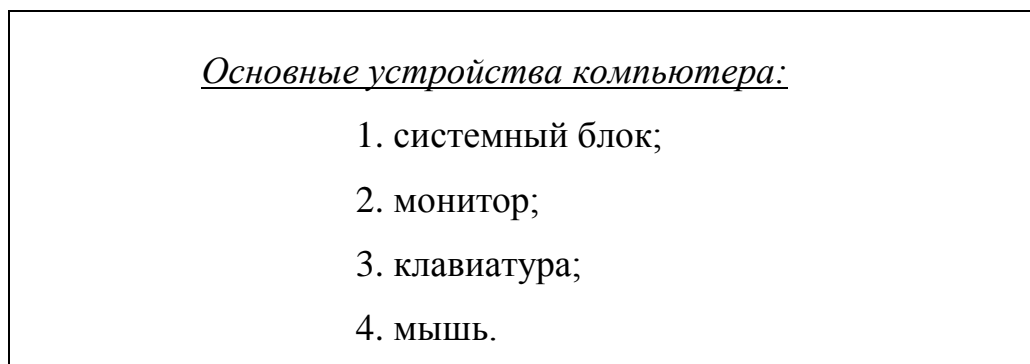 Основные устройства компьютера:
1. системный блок;
2. монитор;
3. клавиатура;
4. мышь.